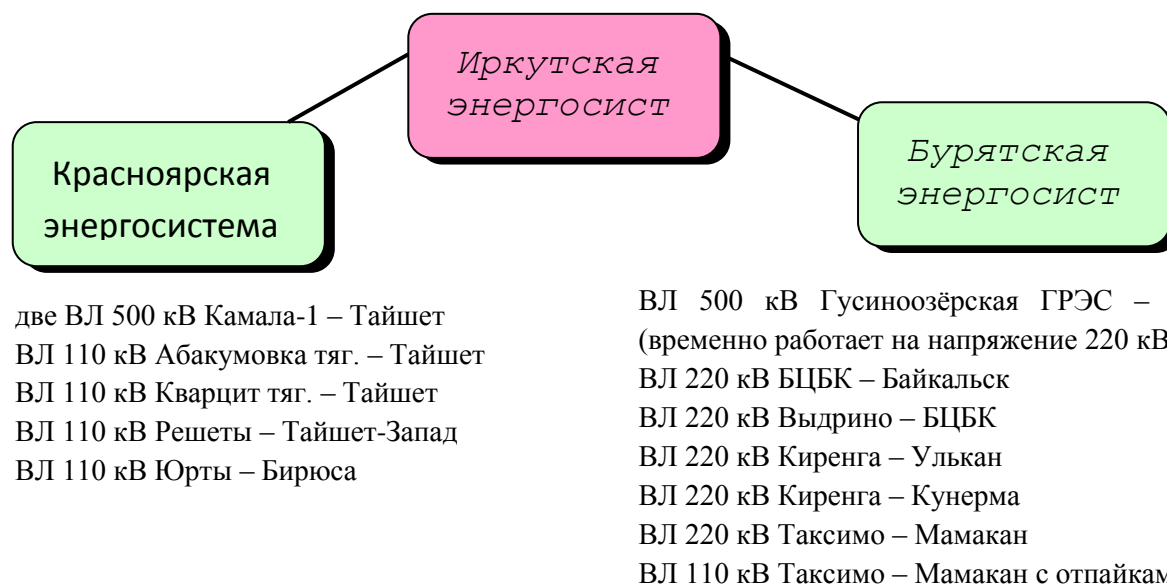 Иркутская
энергосист
Красноярская
энергосистема
Бурятская
энергосист
две ВЛ 500 кВ Камала-1 – Тайшет
ВЛ 110 кВ Абакумовка тяг. – Тайшет
ВЛ 110 кВ Кварцит тяг. – Тайшет
ВЛ 110 кВ Решеты – Тайшет-Запад
ВЛ 110 кВ Юрты – Бирюса
ВЛ 500 кВ Гусиноозёрская ГРЭС –
(временно работает на напряжение 220 кВ
ВЛ 220 кВ БЦБК – Байкальск
ВЛ 220 кВ Выдрино – БЦБК
ВЛ 220 кВ Киренга – Улькан
ВЛ 220 кВ Киренга – Кунерма
ВЛ 220 кВ Таксимо – Мамакан
ВЛ 110 кВ Таксимо – Мамакан с отпайкам